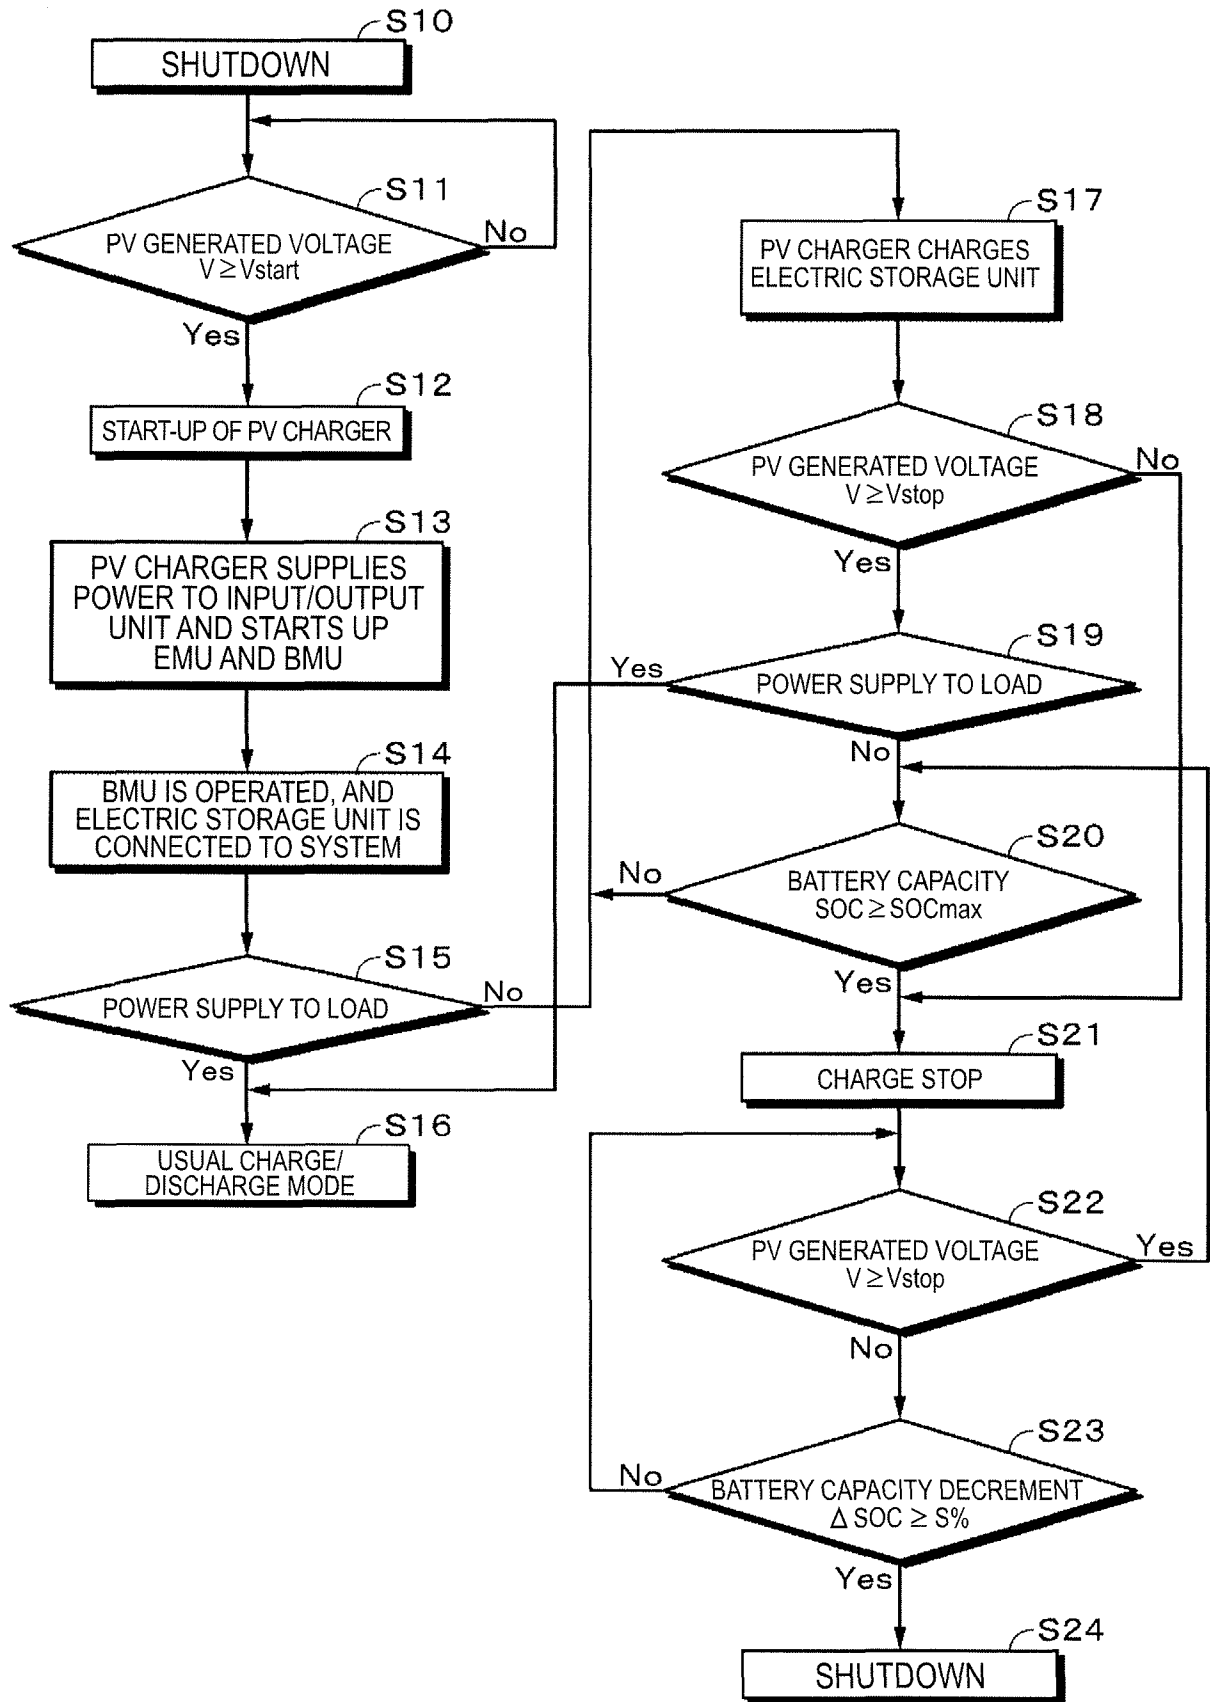 S10
SHUTDOWN
S11
PV GENERATED VOLTAGE
V ≥ Vstart
No
Yes
S12
START-UP OF PV CHARGER
S13
PV CHARGER SUPPLIES
POWER TO INPUT/OUTPUT
UNIT AND STARTS UP
EMU AND BMU
S14
BMU IS OPERATED, AND
ELECTRIC STORAGE UNIT IS
CONNECTED TO SYSTEM
S15
POWER SUPPLY TO LOAD
No
Yes
S16
USUAL CHARGE/
DISCHARGE MODE
S17
PV CHARGER CHARGES
ELECTRIC STORAGE UNIT
S18
PV GENERATED VOLTAGE
V ≥ Vstop
No
Yes
S19
Yes
POWER SUPPLY TO LOAD
No
S20
No
BATTERY CAPACITY
SOC ≥ SOCmax
Yes
S21
CHARGE STOP
S22
PV GENERATED VOLTAGE
V ≥ Vstop
Yes
No
S23
No
BATTERY CAPACITY DECREMENT
Δ SOC ≥ S%
Yes
S24
SHUTDOWN